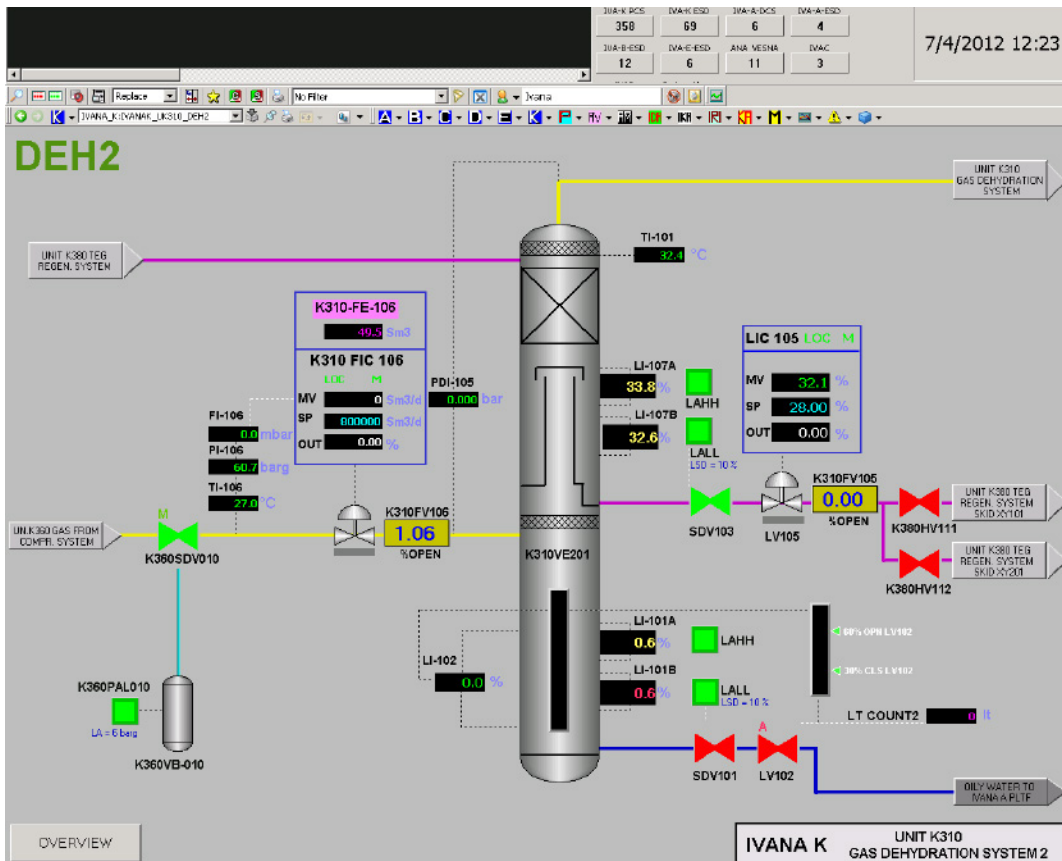 IVA-K PCS IVA-K ESD IVA-A-DCS IVA-A-ESD
358 69 6 4
IVA-B-ESD IVA-E-ESD ANA VESNA IVAC
12 6 11 3
7/4/2012 12:23
Replace No Filter Ivana
K IVANA_K:IVANAK_UK310_DEH2 A B C D E K P M
DEH2
UNIT K310
GAS DEHYDRATION
SYSTEM
UNIT K380 TEG
REGEN. SYSTEM
TI-101
32.4 °C
K310-FE-106
49.5 Sm3
K310 FIC 106
LOC M
MV 0 Sm3/d
SP 800000 Sm3/d
OUT 0.00 %
PDI-105
0.000 bar
FI-106
0.0 mbar
PI-106
60.7 barg
TI-106
27.0 °C
LI-107A
33.8 %
LAHH
LI-107B
32.6 %
LALL
LSD = 10 %
LIC 105 LOC M
MV 32.1 %
SP 28.00 %
OUT 0.00 %
UN.K360 GAS FROM
COMPR. SYSTEM
M
K360SDV010
K310FV106
1.06
%OPEN
K310VE201
SDV103
LV105
K310FV105
0.00
%OPEN
K380HV111
UNIT K380 TEG
REGEN. SYSTEM
SKID XY101
K380HV112
UNIT K380 TEG
REGEN. SYSTEM
SKID XY201
LI-102
0.0 %
LI-101A
0.6 %
LAHH
LI-101B
0.6 %
LALL
LSD = 10 %
60% OPN LV102
30% CLS LV102
LT COUNT2 0 lt
K360PAL010
LA = 6 barg
K360VB-010
SDV101
A
LV102
OILY WATER TO
IVANA A PLTF
OVERVIEW
IVANA K
UNIT K310
GAS DEHYDRATION SYSTEM 2